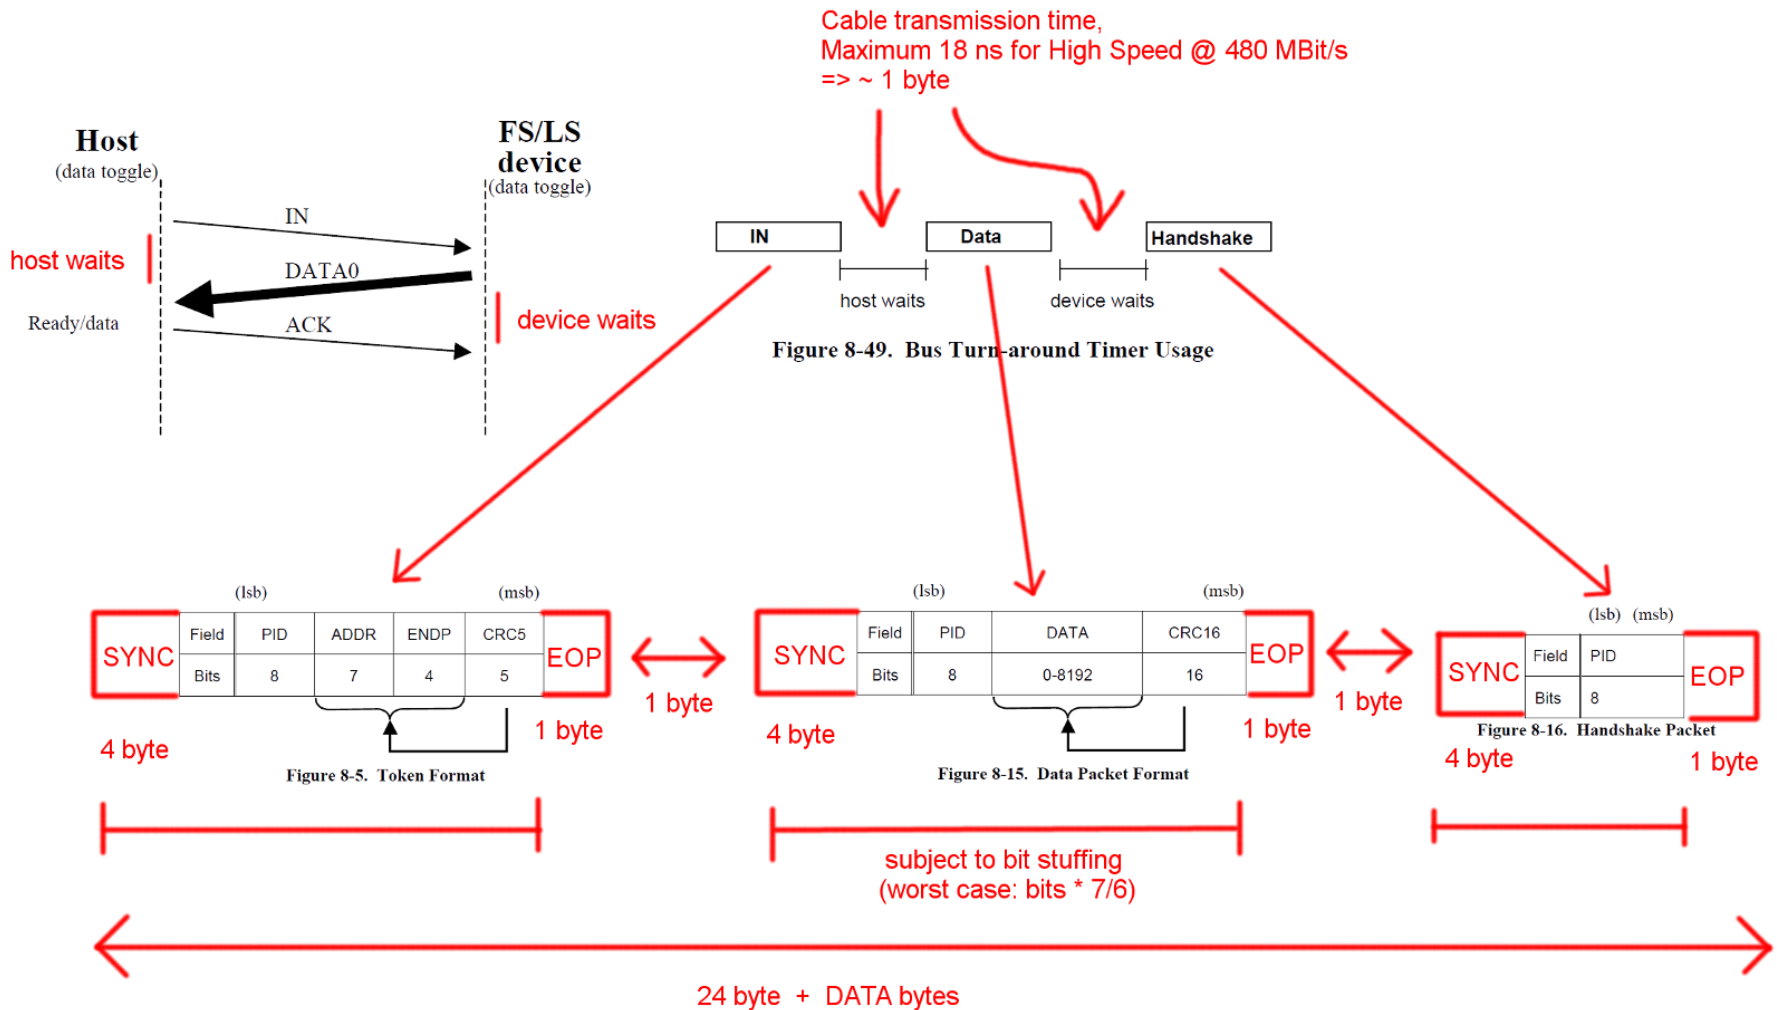 Cable transmission time,
Maximum 18 ns for High Speed @ 480 MBit/s
=> ~ 1 byte
Host
(data toggle)
FS/LS
device
(data toggle)
IN
host waits
DATA0
Ready/data
ACK
device waits
IN
Data
Handshake
host waits
device waits
Figure 8-49. Bus Turn-around Timer Usage
(lsb) (msb)
SYNC
Field PID ADDR ENDP CRC5
Bits 8 7 4 5
EOP
4 byte
1 byte
Figure 8-5. Token Format
1 byte
(lsb) (msb)
SYNC
Field PID DATA CRC16
Bits 8 0-8192 16
EOP
4 byte
1 byte
Figure 8-15. Data Packet Format
1 byte
(lsb) (msb)
SYNC
Field PID
Bits 8
EOP
Figure 8-16. Handshake Packet
4 byte
1 byte
subject to bit stuffing
(worst case: bits * 7/6)
24 byte + DATA bytes